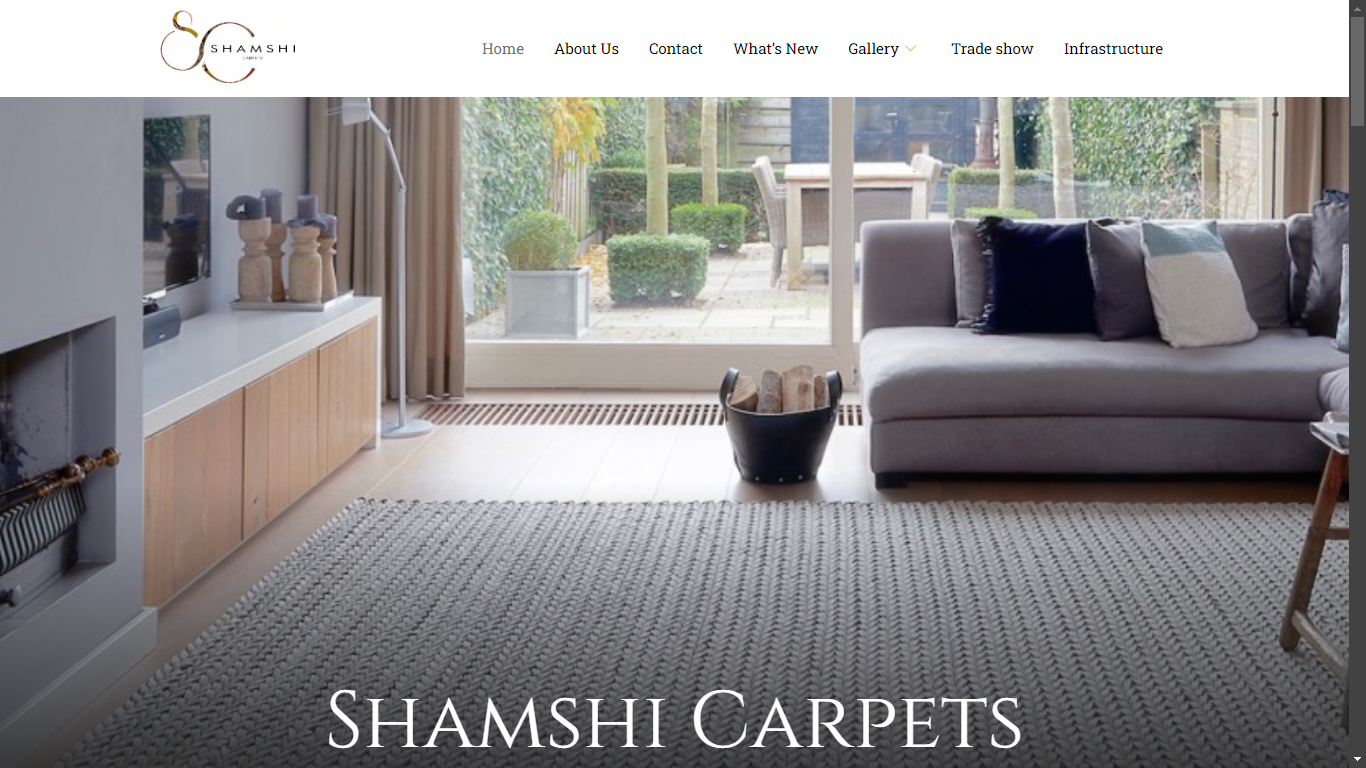 SC
SHAMSHI
CARPETS
Home About Us Contact What's New Gallery Trade show Infrastructure
Shamshi Carpets